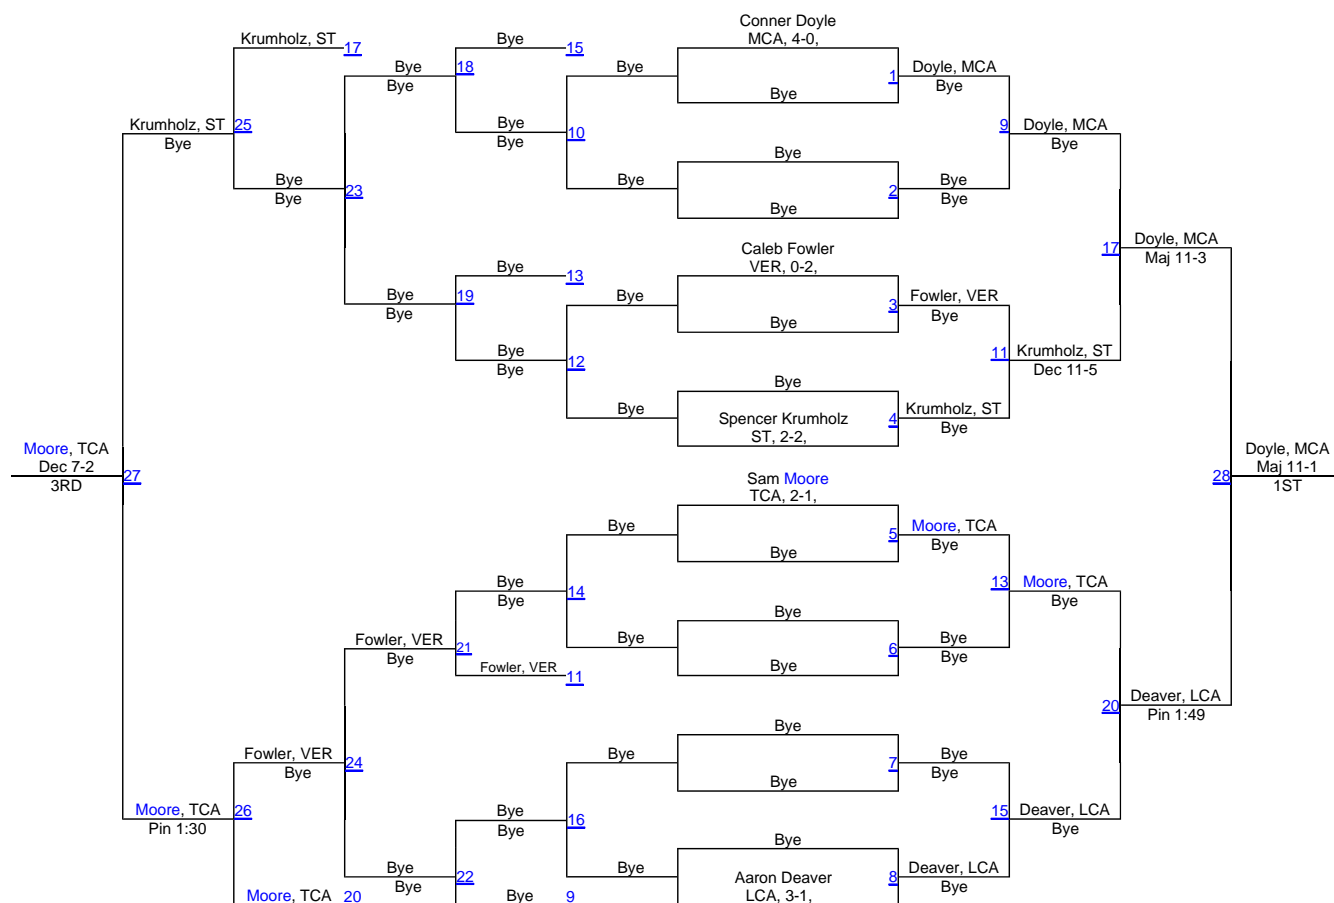 Conner Doyle
MCA, 4-0,
Krumholz, ST
17
Bye
15
Bye
Bye
18
Bye
1
Doyle, MCA
Bye
Bye
Krumholz, ST
Bye
25
Bye
Bye
10
9
Doyle, MCA
Bye
Bye
Bye
Bye
23
Bye
2
Bye
Bye
Bye
Caleb Fowler
VER, 0-2,
17
Doyle, MCA
Maj 11-3
Bye
13
Bye
Bye
19
Bye
3
Fowler, VER
Bye
Bye
Bye
Bye
12
11
Krumholz, ST
Dec 11-5
Bye
Bye
Spencer Krumholz
ST, 2-2,
4
Krumholz, ST
Bye
Moore, TCA
Dec 7-2
3RD
27
28
Doyle, MCA
Maj 11-1
1ST
Sam Moore
TCA, 2-1,
Bye
5
Moore, TCA
Bye
Bye
Bye
Bye
14
13
Moore, TCA
Bye
Bye
Fowler, VER
Bye
21
Bye
6
Bye
Bye
Fowler, VER
11
Bye
20
Deaver, LCA
Pin 1:49
Bye
Fowler, VER
Bye
24
Bye
7
Bye
Bye
Bye
Moore, TCA
Pin 1:30
26
Bye
Bye
16
15
Deaver, LCA
Bye
Bye
Bye
Bye
22
Bye
Aaron Deaver
LCA, 3-1,
8
Deaver, LCA
Bye
Moore, TCA
20
Bye
9